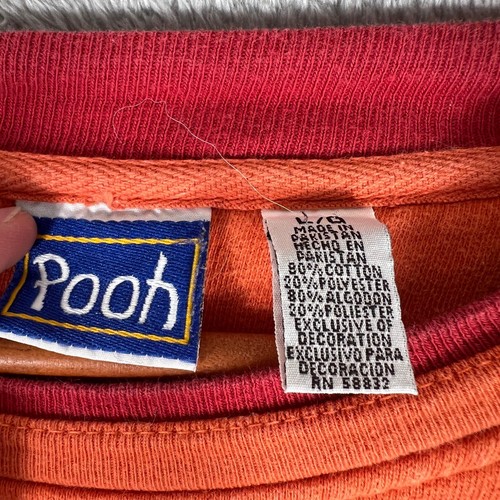 Pooh
L/G
MADE IN
PAKISTAN
HECHO EN
PAKISTAN
80% COTTON
20% POLYESTER
80% ALGODON
20% POLIESTER
EXCLUSIVE OF
DECORATION
EXCLUSIVO PARA
DECORACION
RN 58832